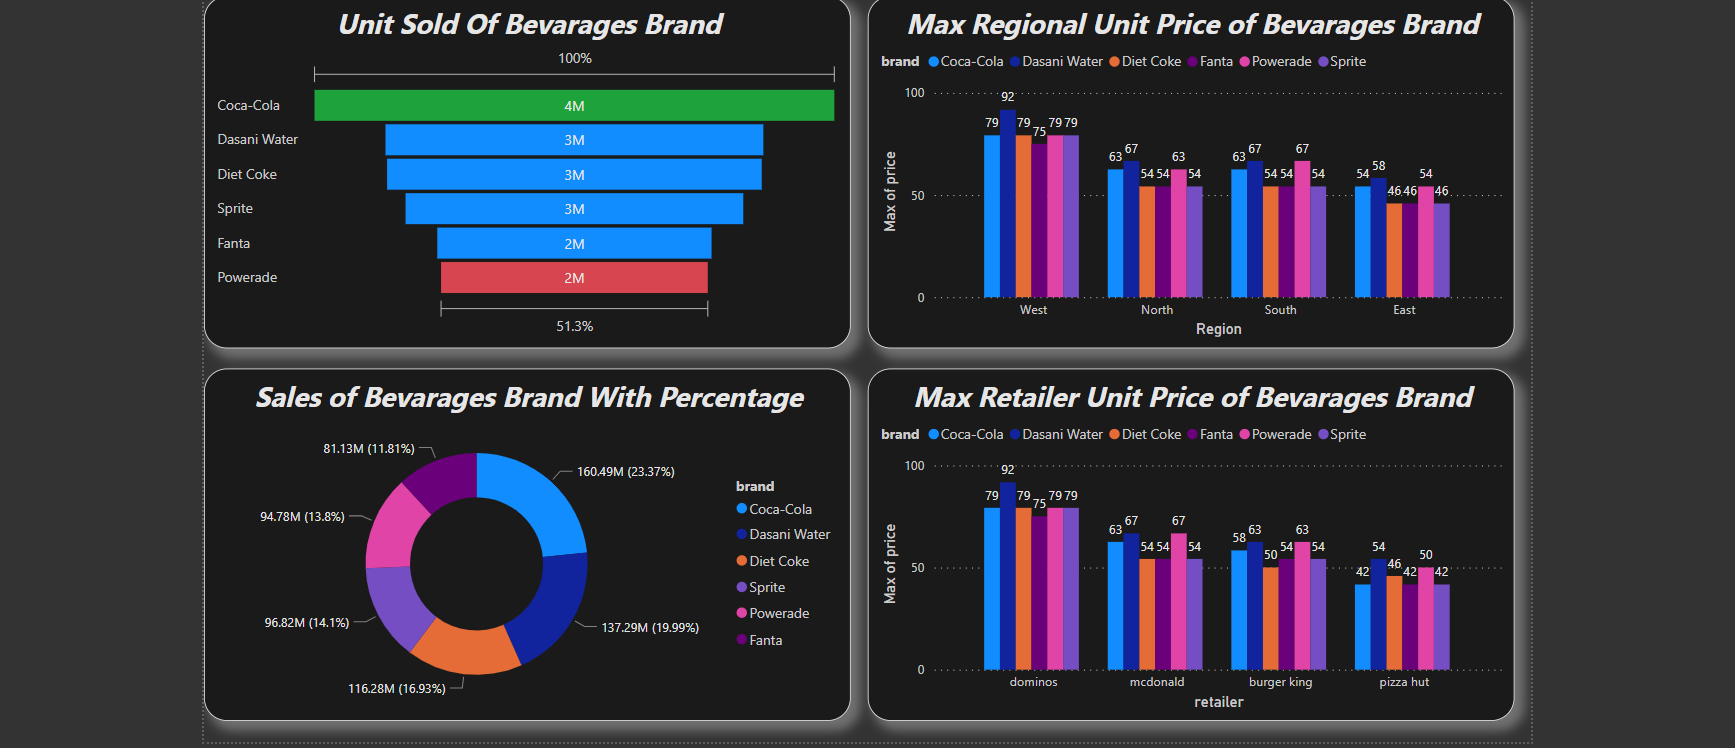 Unit Sold Of Bevarages Brand
100%
Coca-Cola 4M
Dasani Water 3M
Diet Coke 3M
Sprite 3M
Fanta 2M
Powerade 2M
51.3%
Max Regional Unit Price of Bevarages Brand
brand Coca-Cola Dasani Water Diet Coke Fanta Powerade Sprite
Max of price
100
50
0
79 92 79 75 79 79
63 67 54 54 63 54
63 67 54 54 67 54
54 58 46 46 54 46
West North South East
Region
Sales of Bevarages Brand With Percentage
81.13M (11.81%)
160.49M (23.37%)
94.78M (13.8%)
96.82M (14.1%)
137.29M (19.99%)
116.28M (16.93%)
brand
Coca-Cola
Dasani Water
Diet Coke
Sprite
Powerade
Fanta
Max Retailer Unit Price of Bevarages Brand
brand Coca-Cola Dasani Water Diet Coke Fanta Powerade Sprite
Max of price
100
50
0
79 92 79 75 79 79
63 67 54 54 67 54
58 63 50 54 63 54
42 54 46 42 50 42
dominos mcdonald burger king pizza hut
retailer